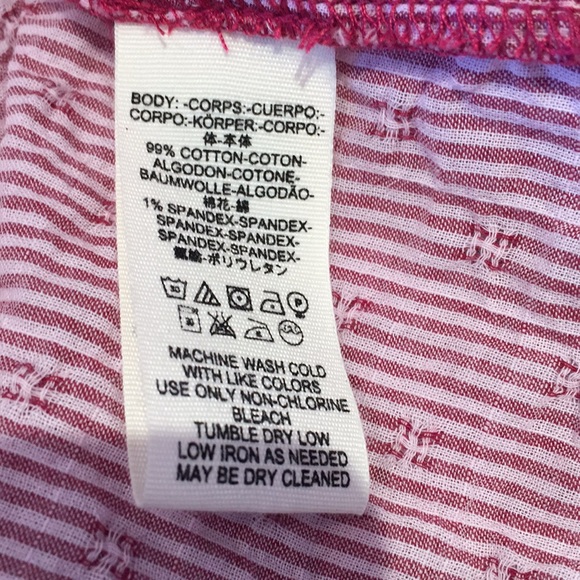 BODY: -CORPS:-CUERPO:-
CORPO:-KÖRPER:-CORPO:-
体-本体
99% COTTON-COTON-
ALGODON-COTONE-
BAUMWOLLE-ALGODÃO-
棉花-綿
1% SPANDEX-SPANDEX-
SPANDEX-SPANDEX-
SPANDEX-SPANDEX-
氨綸-ポリウレタン
P
MACHINE WASH COLD
WITH LIKE COLORS
USE ONLY NON-CHLORINE
BLEACH
TUMBLE DRY LOW
LOW IRON AS NEEDED
MAY BE DRY CLEANED